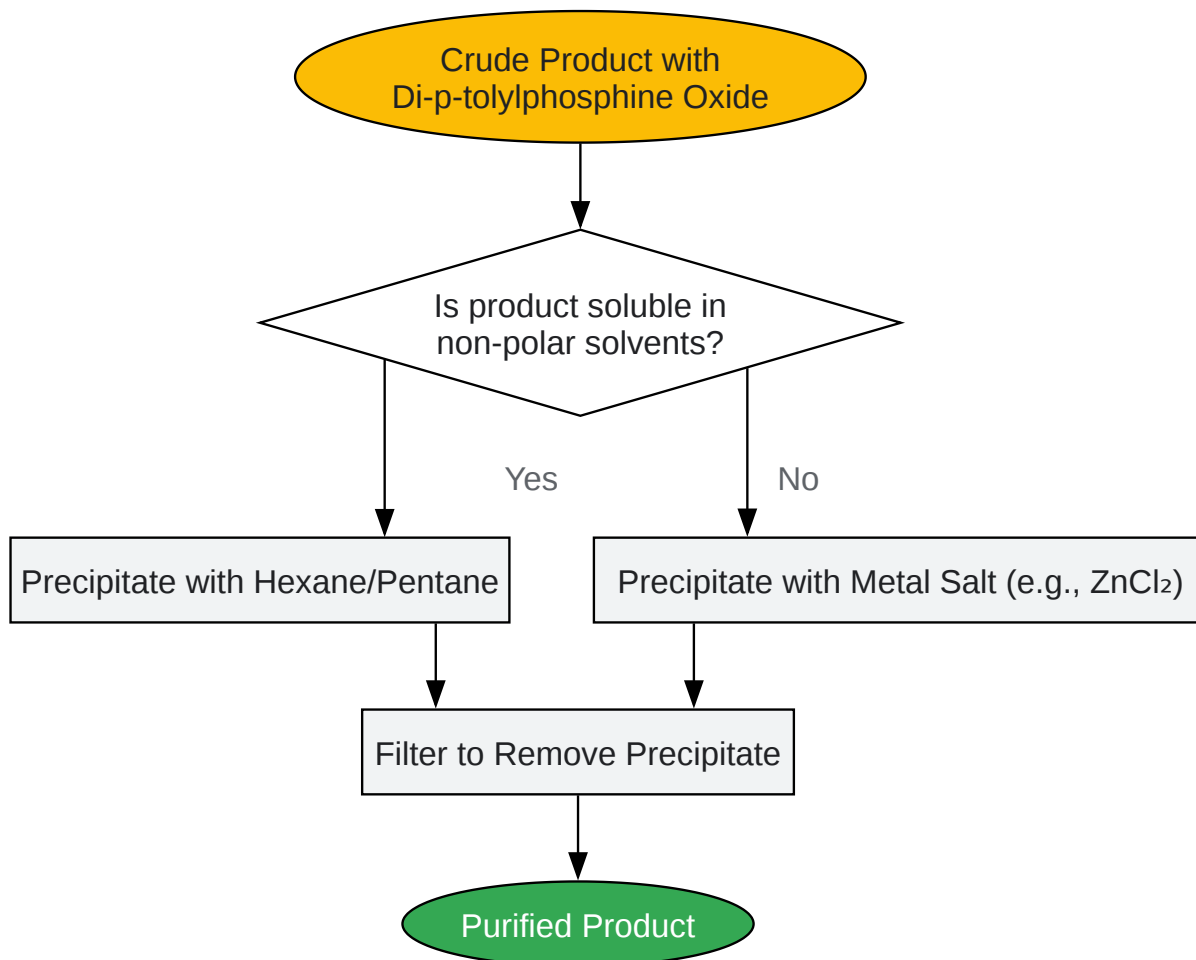 Crude Product with
Di-p-tolylphosphine Oxide
Is product soluble in
non-polar solvents?
Yes
No
Precipitate with Hexane/Pentane
Precipitate with Metal Salt (e.g., ZnCl₂)
Filter to Remove Precipitate
Purified Product